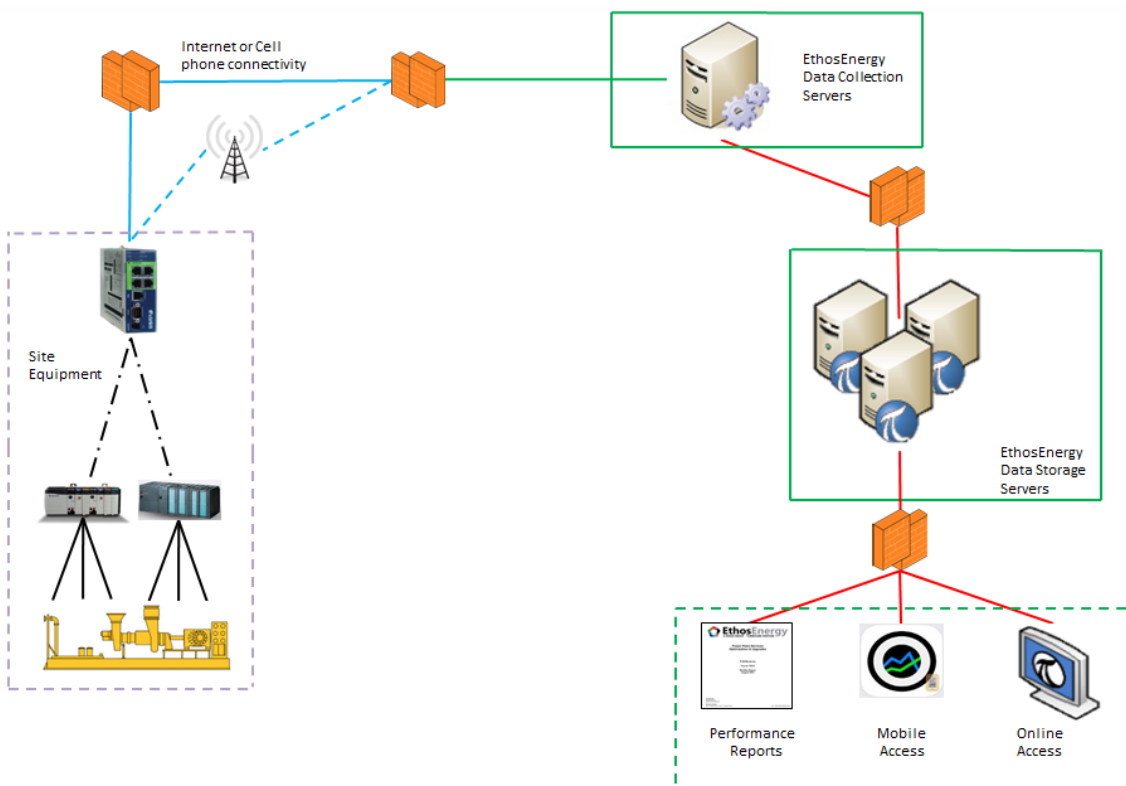 Internet or Cell
phone connectivity
EthosEnergy
Data Collection
Servers
Site
Equipment
EthosEnergy
Data Storage
Servers
EthosEnergy
Performance
Reports
Mobile
Access
Online
Access